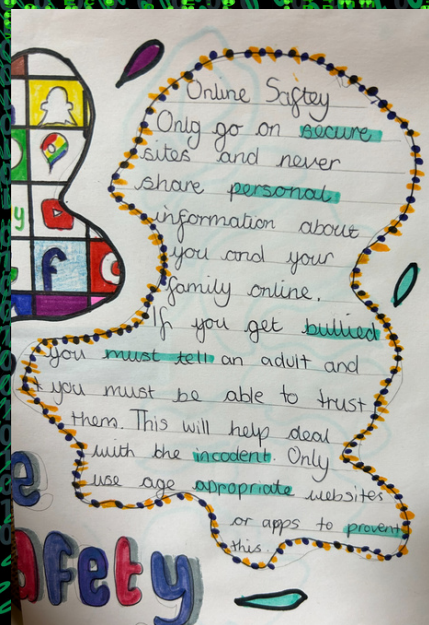 Online Saftey
Only go on secure
sites and never
share personal
information about
you and your
family online.
If you get bullied
you must tell an adult and
you must be able to trust
them. This will help deal
with the incodent. Only
use age appropriate websites
or apps to prevent
this.
y
f
e
afety